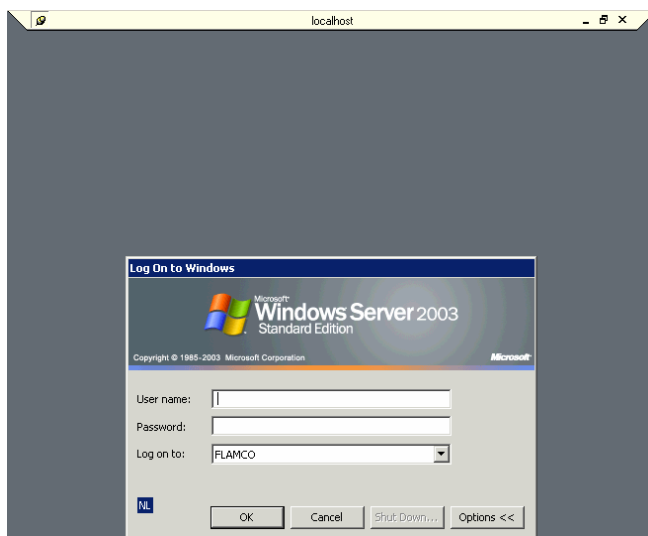 localhost
Log On to Windows
Microsoft
Windows Server 2003
Standard Edition
Copyright © 1985-2003 Microsoft Corporation Microsoft
User name:
Password:
Log on to: FLAMCO
NL
OK Cancel Shut Down... Options <<